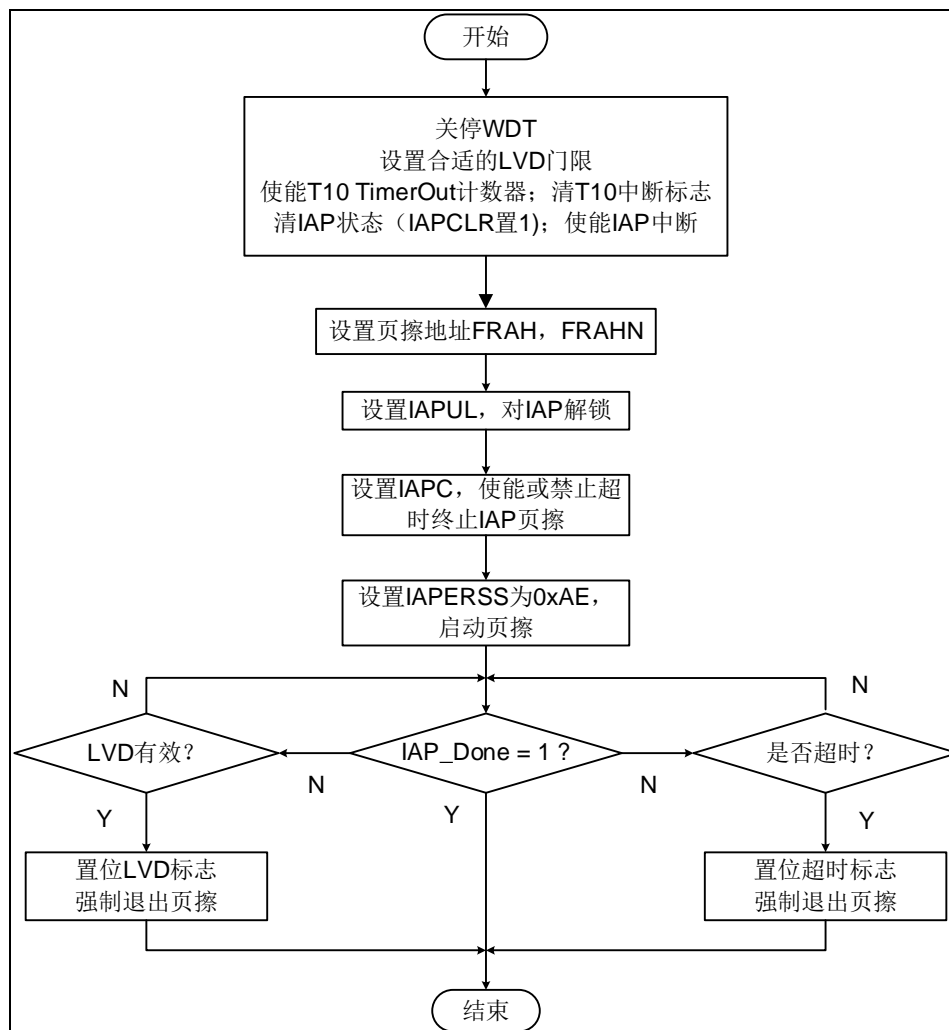 开始
关停WDT
设置合适的LVD门限
使能T10 TimerOut计数器；清T10中断标志
清IAP状态（IAPCLR置1)；使能IAP中断
设置页擦地址FRAH，FRAHN
设置IAPUL，对IAP解锁
设置IAPC，使能或禁止超
时终止IAP页擦
设置IAPERSS为0xAE，
启动页擦
N
N
LVD有效？
IAP_Done = 1 ?
是否超时？
N
N
Y
Y
Y
置位LVD标志
强制退出页擦
置位超时标志
强制退出页擦
结束